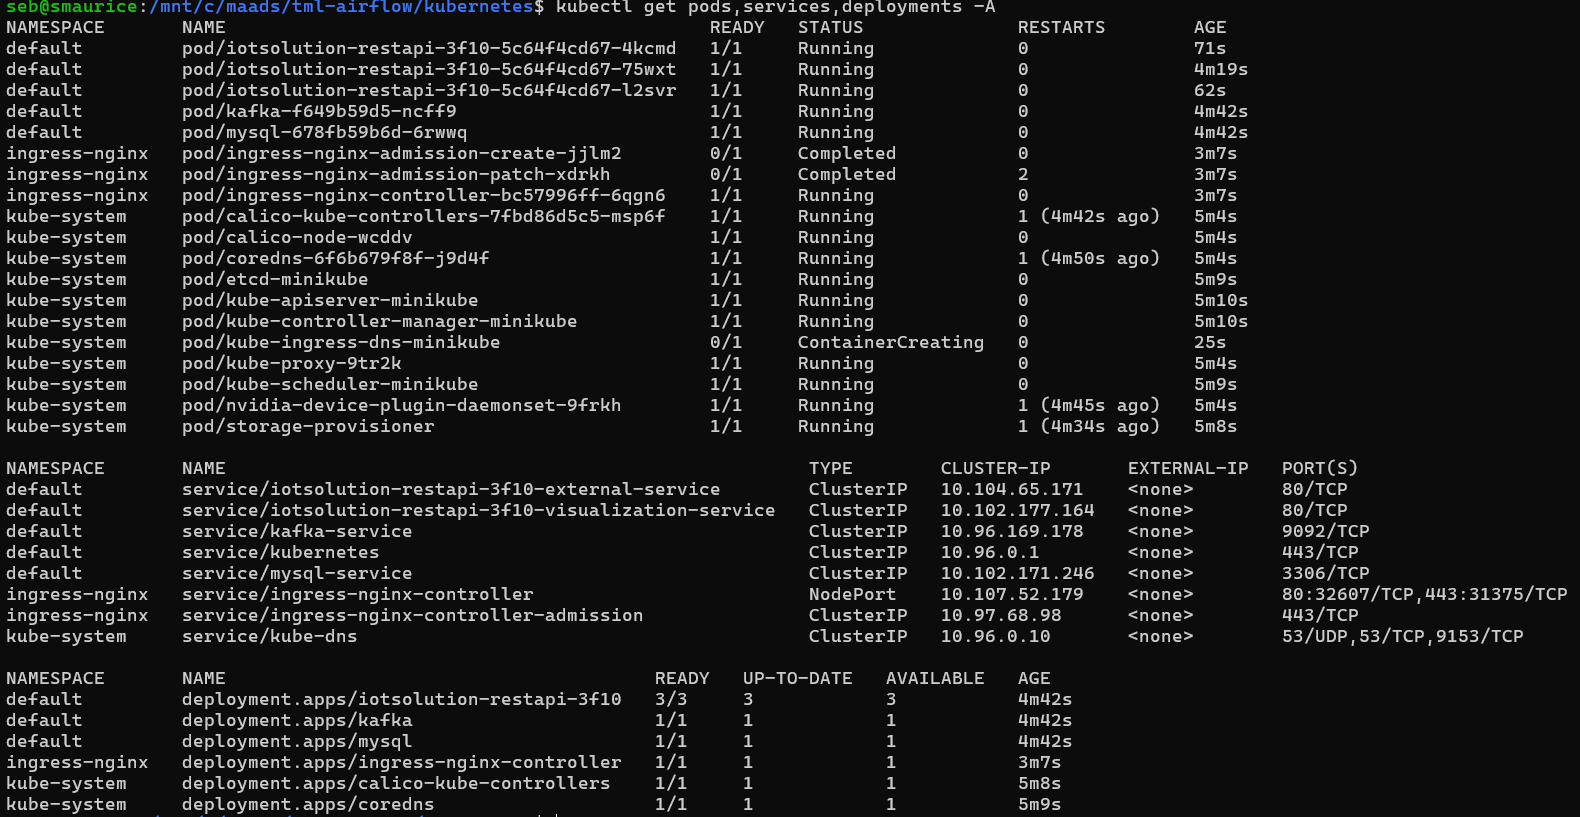 seb@smaurice:/mnt/c/maads/tml-airflow/kubernetes$ kubectl get pods,services,deployments -A
NAMESPACE NAME READY STATUS RESTARTS AGE
default pod/iotsolution-restapi-3f10-5c64f4cd67-4kcmd 1/1 Running 0 71s
default pod/iotsolution-restapi-3f10-5c64f4cd67-75wxt 1/1 Running 0 4m19s
default pod/iotsolution-restapi-3f10-5c64f4cd67-l2svr 1/1 Running 0 62s
default pod/kafka-f649b59d5-ncff9 1/1 Running 0 4m42s
default pod/mysql-678fb59b6d-6rwwq 1/1 Running 0 4m42s
ingress-nginx pod/ingress-nginx-admission-create-jjlm2 0/1 Completed 0 3m7s
ingress-nginx pod/ingress-nginx-admission-patch-xdrkh 0/1 Completed 2 3m7s
ingress-nginx pod/ingress-nginx-controller-bc57996ff-6qgn6 1/1 Running 0 3m7s
kube-system pod/calico-kube-controllers-7fbd86d5c5-msp6f 1/1 Running 1 (4m42s ago) 5m4s
kube-system pod/calico-node-wcddv 1/1 Running 0 5m4s
kube-system pod/coredns-6f6b679f8f-j9d4f 1/1 Running 1 (4m50s ago) 5m4s
kube-system pod/etcd-minikube 1/1 Running 0 5m9s
kube-system pod/kube-apiserver-minikube 1/1 Running 0 5m10s
kube-system pod/kube-controller-manager-minikube 1/1 Running 0 5m10s
kube-system pod/kube-ingress-dns-minikube 0/1 ContainerCreating 0 25s
kube-system pod/kube-proxy-9tr2k 1/1 Running 0 5m4s
kube-system pod/kube-scheduler-minikube 1/1 Running 0 5m9s
kube-system pod/nvidia-device-plugin-daemonset-9frkh 1/1 Running 1 (4m45s ago) 5m4s
kube-system pod/storage-provisioner 1/1 Running 1 (4m34s ago) 5m8s
NAMESPACE NAME TYPE CLUSTER-IP EXTERNAL-IP PORT(S)
default service/iotsolution-restapi-3f10-external-service ClusterIP 10.104.65.171 <none> 80/TCP
default service/iotsolution-restapi-3f10-visualization-service ClusterIP 10.102.177.164 <none> 80/TCP
default service/kafka-service ClusterIP 10.96.169.178 <none> 9092/TCP
default service/kubernetes ClusterIP 10.96.0.1 <none> 443/TCP
default service/mysql-service ClusterIP 10.102.171.246 <none> 3306/TCP
ingress-nginx service/ingress-nginx-controller NodePort 10.107.52.179 <none> 80:32607/TCP,443:31375/TCP
ingress-nginx service/ingress-nginx-controller-admission ClusterIP 10.97.68.98 <none> 443/TCP
kube-system service/kube-dns ClusterIP 10.96.0.10 <none> 53/UDP,53/TCP,9153/TCP
NAMESPACE NAME READY UP-TO-DATE AVAILABLE AGE
default deployment.apps/iotsolution-restapi-3f10 3/3 3 3 4m42s
default deployment.apps/kafka 1/1 1 1 4m42s
default deployment.apps/mysql 1/1 1 1 4m42s
ingress-nginx deployment.apps/ingress-nginx-controller 1/1 1 1 3m7s
kube-system deployment.apps/calico-kube-controllers 1/1 1 1 5m8s
kube-system deployment.apps/coredns 1/1 1 1 5m9s